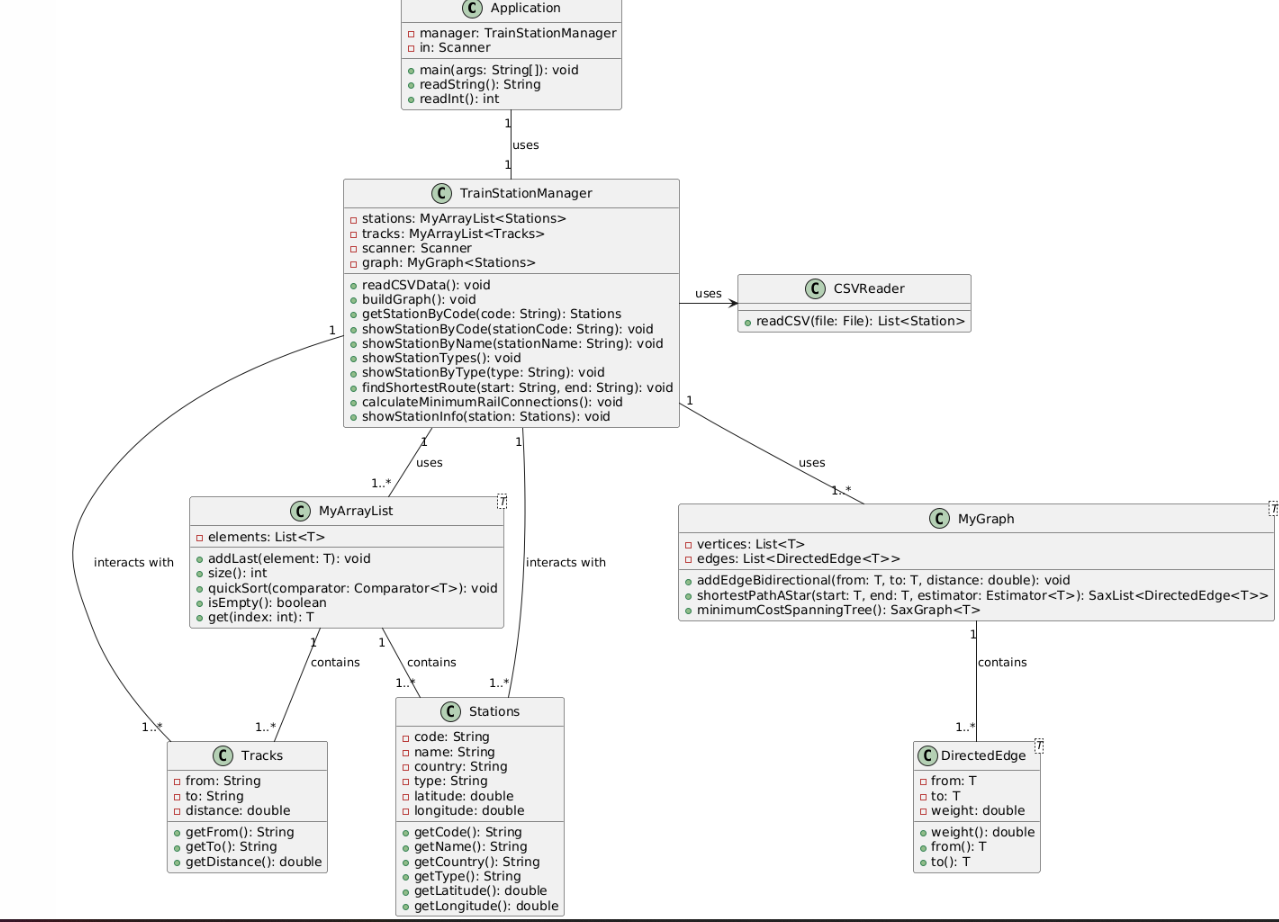 C Application
manager: TrainStationManager
in: Scanner
main(args: String[]): void
readString(): String
readInt(): int
1
uses
1
C TrainStationManager
stations: MyArrayList<Stations>
tracks: MyArrayList<Tracks>
scanner: Scanner
graph: MyGraph<Stations>
readCSVData(): void
buildGraph(): void
getStationByCode(code: String): Stations
showStationByCode(stationCode: String): void
showStationByName(stationName: String): void
showStationTypes(): void
showStationByType(type: String): void
findShortestRoute(start: String, end: String): void
calculateMinimumRailConnections(): void
showStationInfo(station: Stations): void
uses
C CSVReader
readCSV(file: File): List<Station>
1
1
1
1
uses
uses
1..*
1..*
C MyArrayList T
elements: List<T>
addLast(element: T): void
size(): int
quickSort(comparator: Comparator<T>): void
isEmpty(): boolean
get(index: int): T
C MyGraph T
vertices: List<T>
edges: List<DirectedEdge<T>>
addEdgeBidirectional(from: T, to: T, distance: double): void
shortestPathAStar(start: T, end: T, estimator: Estimator<T>): SaxList<DirectedEdge<T>>
minimumCostSpanningTree(): SaxGraph<T>
interacts with
interacts with
1
1
1
contains
contains
contains
1..*
1..*
1..*
1..*
1..*
C Tracks
from: String
to: String
distance: double
getFrom(): String
getTo(): String
getDistance(): double
C Stations
code: String
name: String
country: String
type: String
latitude: double
longitude: double
getCode(): String
getName(): String
getCountry(): String
getType(): String
getLatitude(): double
getLongitude(): double
C DirectedEdge T
from: T
to: T
weight: double
weight(): double
from(): T
to(): T